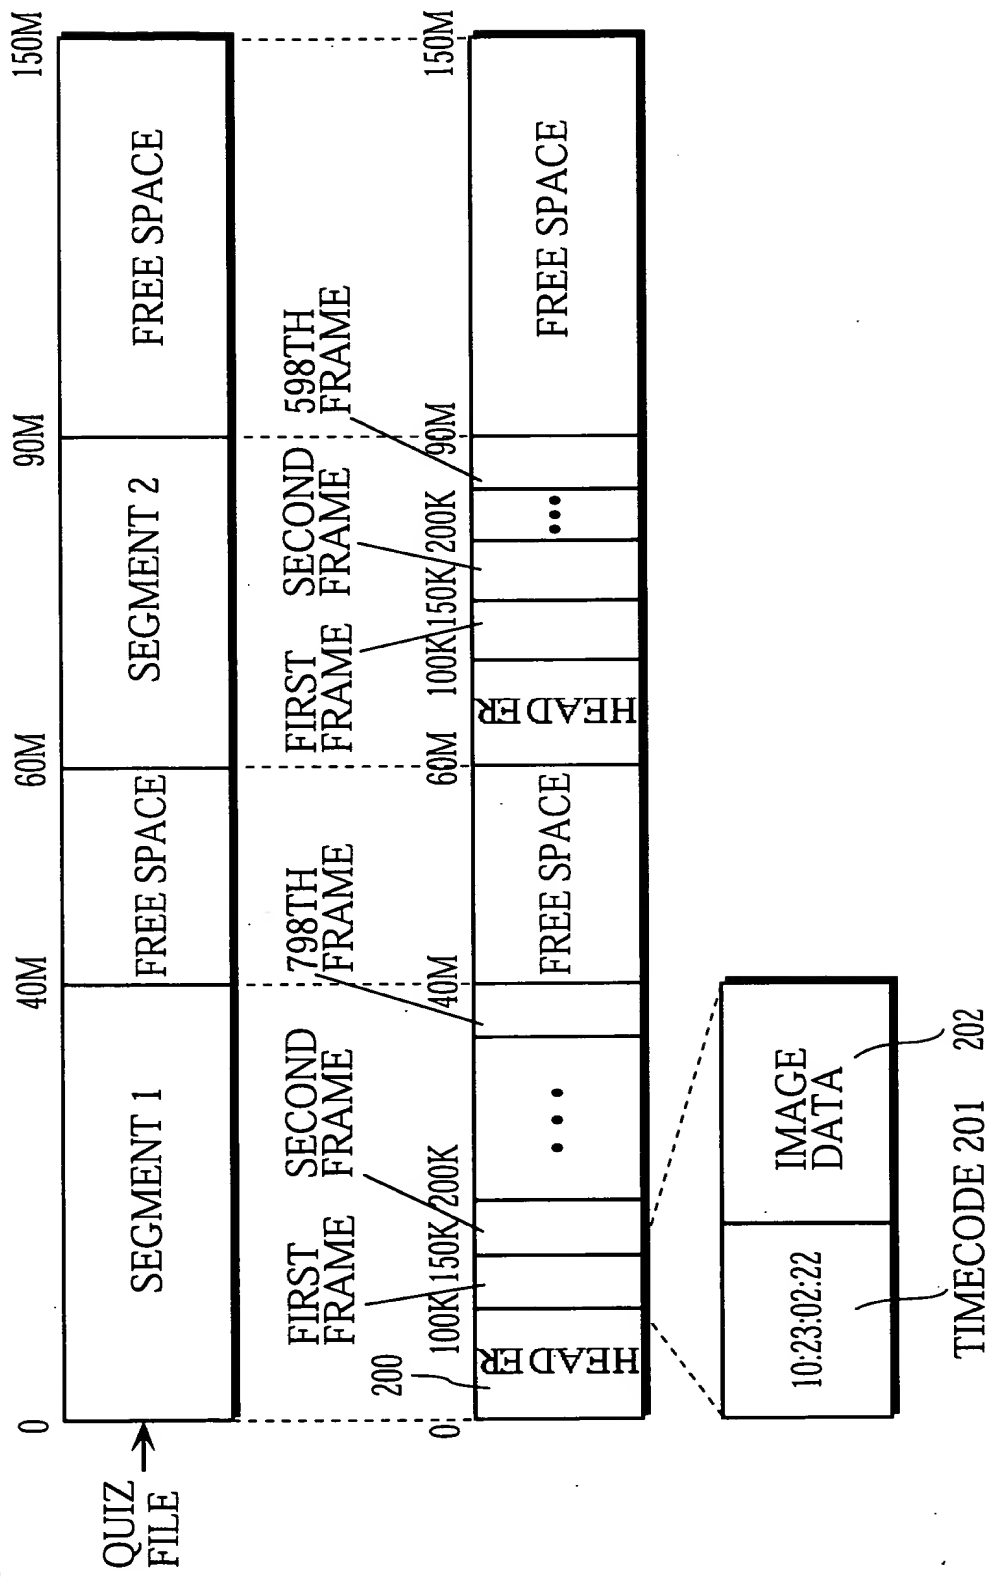 QUIZ
FILE
0
40M
60M
90M
150M
SEGMENT 1
FREE SPACE
SEGMENT 2
FREE SPACE
FIRST
FRAME
SECOND
FRAME
798TH
FRAME
FIRST
FRAME
SECOND
FRAME
598TH
FRAME
200
0
100K
150K
200K
40M
60M
100K
150K
200K
90M
150M
HEADER
• • •
FREE SPACE
HEADER
•••
FREE SPACE
10:23:02:22
IMAGE
DATA
TIMECODE 201
202